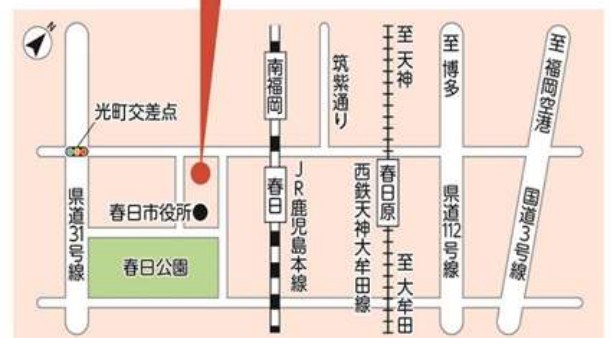 N
至天神
至博多
至福岡空港
南福岡
筑紫通り
光町交差点
春日
JR鹿児島本線
西鉄天神大牟田線
春日原
県道31号線
県道112号線
国道3号線
春日市役所
春日公園
至大牟田